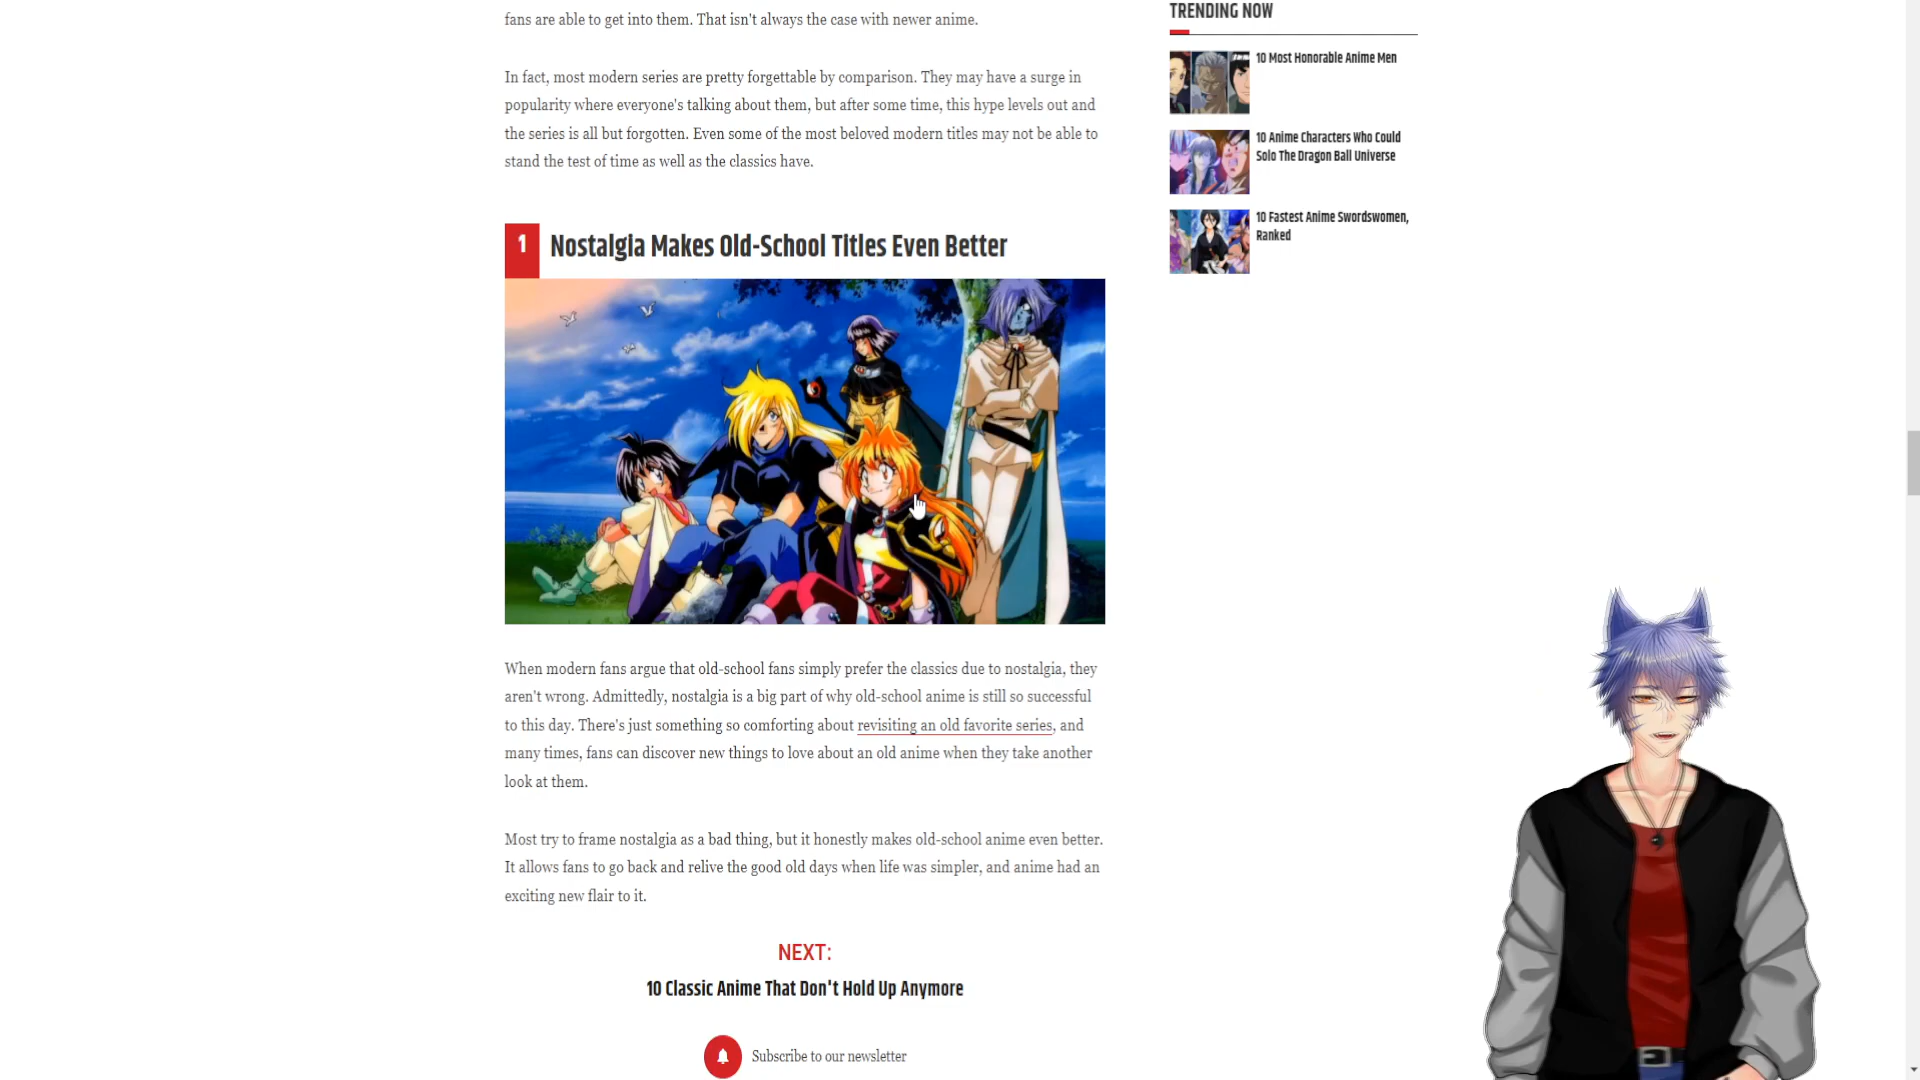 fans are able to get into them. That isn't always the case with newer anime.
In fact, most modern series are pretty forgettable by comparison. They may have a surge in
popularity where everyone's talking about them, but after some time, this hype levels out and
the series is all but forgotten. Even some of the most beloved modern titles may not be able to
stand the test of time as well as the classics have.
1 Nostalgia Makes Old-School Titles Even Better
When modern fans argue that old-school fans simply prefer the classics due to nostalgia, they
aren't wrong. Admittedly, nostalgia is a big part of why old-school anime is still so successful
to this day. There's just something so comforting about revisiting an old favorite series, and
many times, fans can discover new things to love about an old anime when they take another
look at them.
Most try to frame nostalgia as a bad thing, but it honestly makes old-school anime even better.
It allows fans to go back and relive the good old days when life was simpler, and anime had an
exciting new flair to it.
NEXT:
10 Classic Anime That Don't Hold Up Anymore
Subscribe to our newsletter
TRENDING NOW
10 Most Honorable Anime Men
10 Anime Characters Who Could
Solo The Dragon Ball Universe
10 Fastest Anime Swordswomen,
Ranked